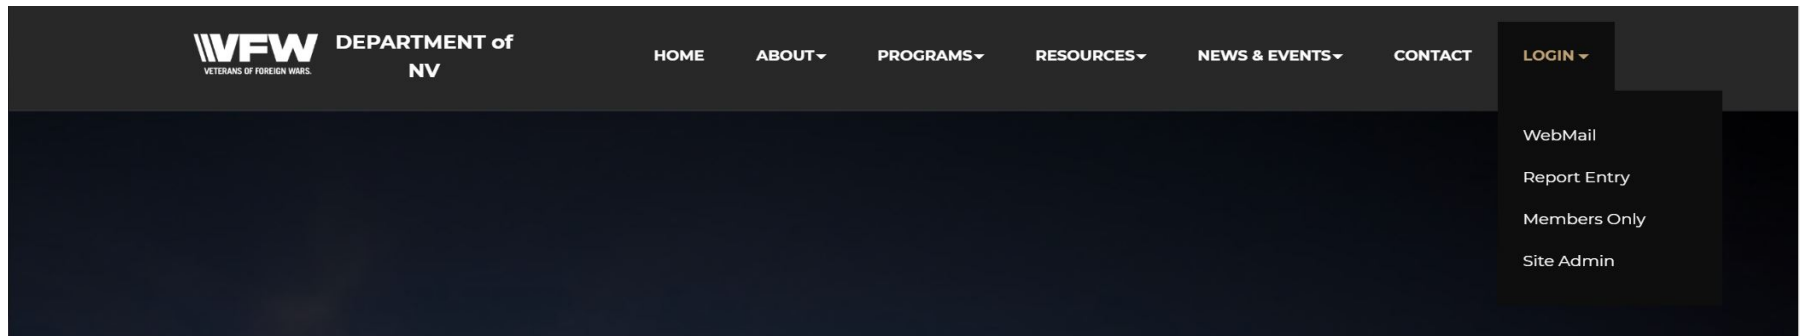 VFW
VETERANS OF FOREIGN WARS.
DEPARTMENT of
NV
HOME
ABOUT
PROGRAMS
RESOURCES
NEWS & EVENTS
CONTACT
LOGIN
WebMail
Report Entry
Members Only
Site Admin